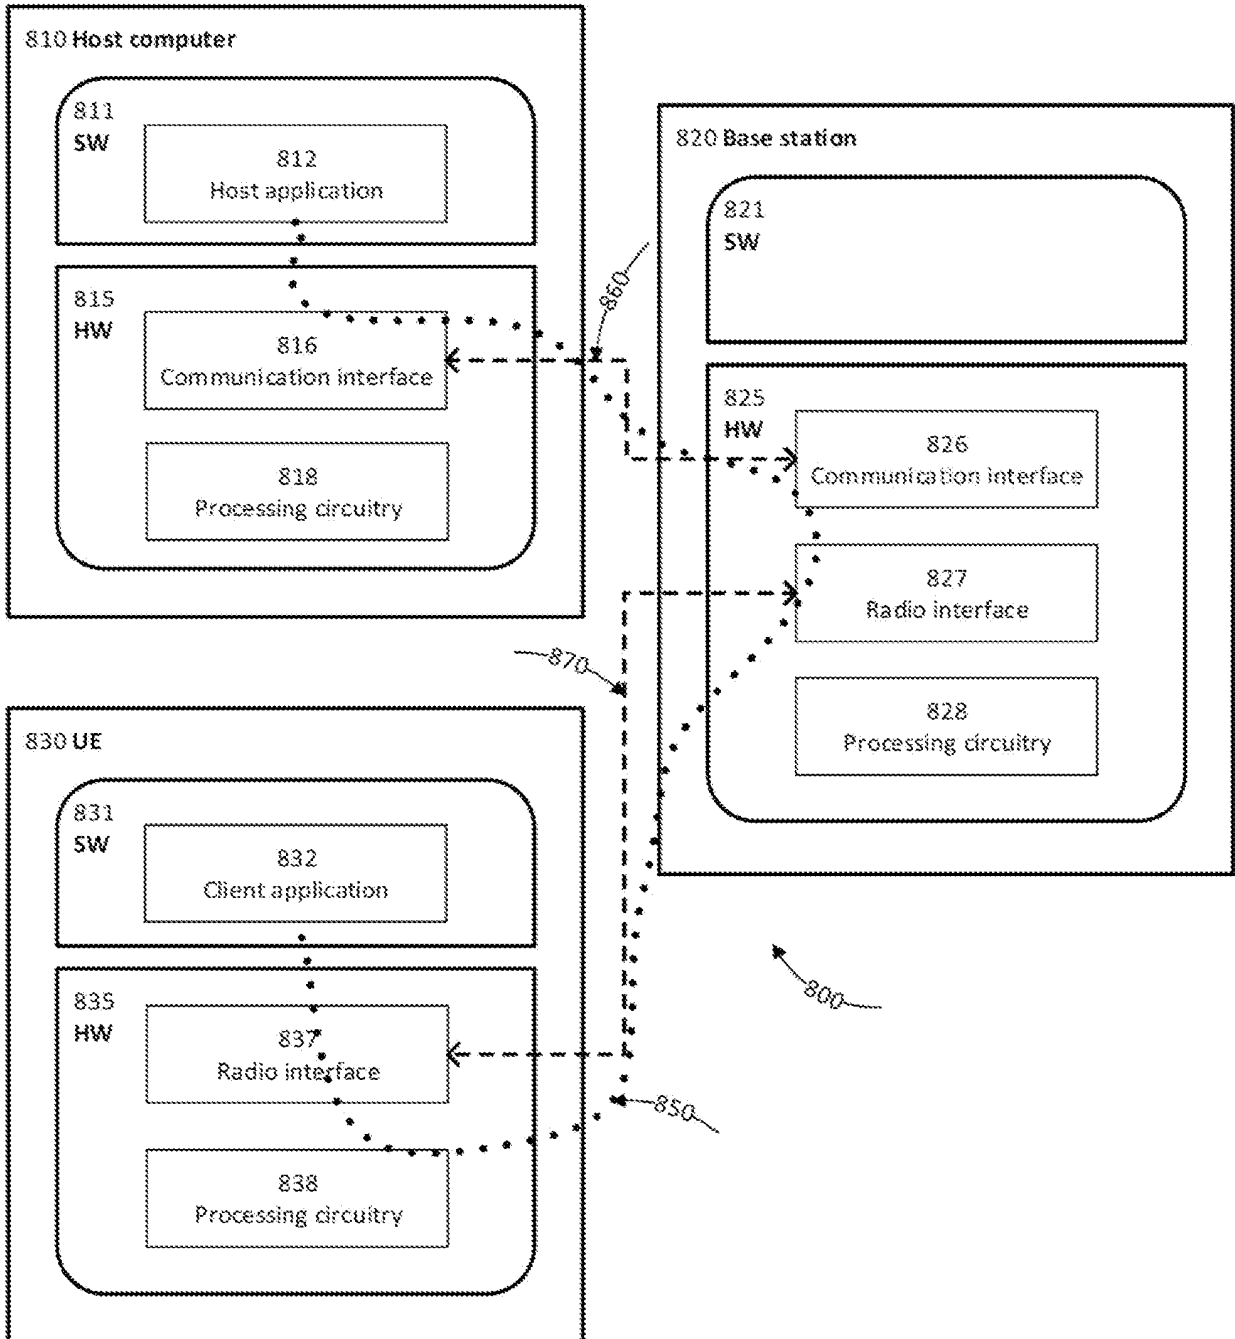 810 Host computer
811
SW
812
Host application
815
HW
816
Communication interface
818
Processing circuitry
860
820 Base station
821
SW
825
HW
826
Communication interface
827
Radio interface
828
Processing circuitry
870
830 UE
831
SW
832
Client application
835
HW
837
Radio interface
838
Processing circuitry
850
800